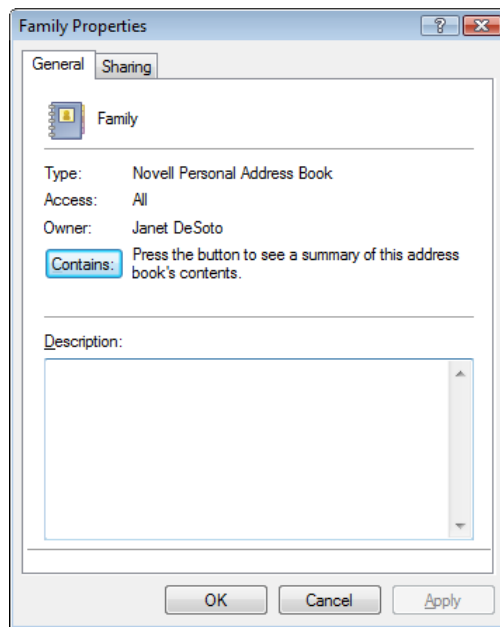 Family Properties
General Sharing
Family
Type: Novell Personal Address Book
Access: All
Owner: Janet DeSoto
Contains: Press the button to see a summary of this address
book's contents.
Description:
OK Cancel Apply